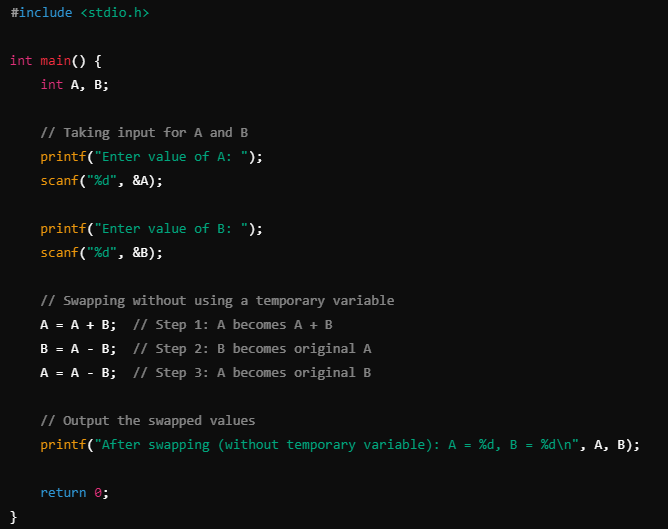 #include <stdio.h>
int main() {
int A, B;
// Taking input for A and B
printf("Enter value of A: ");
scanf("%d", &A);
printf("Enter value of B: ");
scanf("%d", &B);
// Swapping without using a temporary variable
A = A + B;  // Step 1: A becomes A + B
B = A - B;  // Step 2: B becomes original A
A = A - B;  // Step 3: A becomes original B
// Output the swapped values
printf("After swapping (without temporary variable): A = %d, B = %d\n", A, B);
return 0;
}